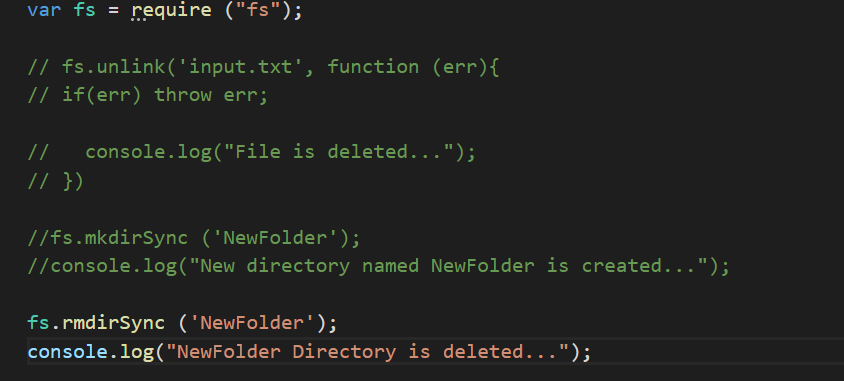 var fs = require ("fs");
// fs.unlink('input.txt', function (err){
// if(err) throw err;
//   console.log("File is deleted...");
// })
//fs.mkdirSync ('NewFolder');
//console.log("New directory named NewFolder is created...");
fs.rmdirSync ('NewFolder');
console.log("NewFolder Directory is deleted...");